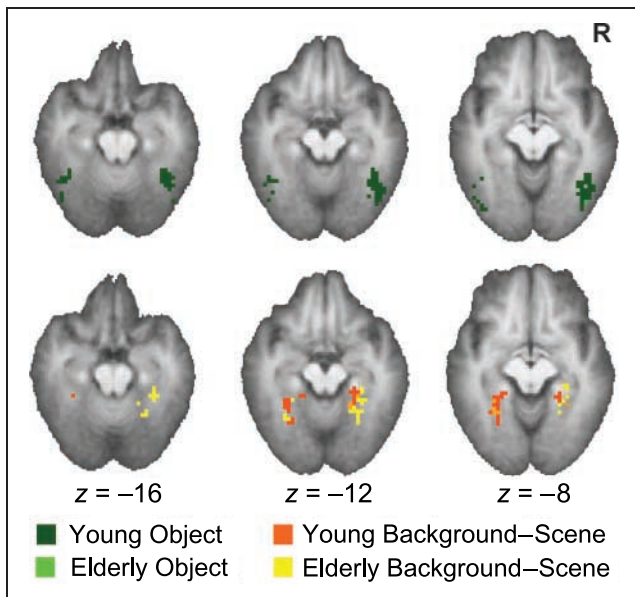 R
z = –16 z = –12 z = –8
Young Object Young Background–Scene
Elderly Object Elderly Background–Scene